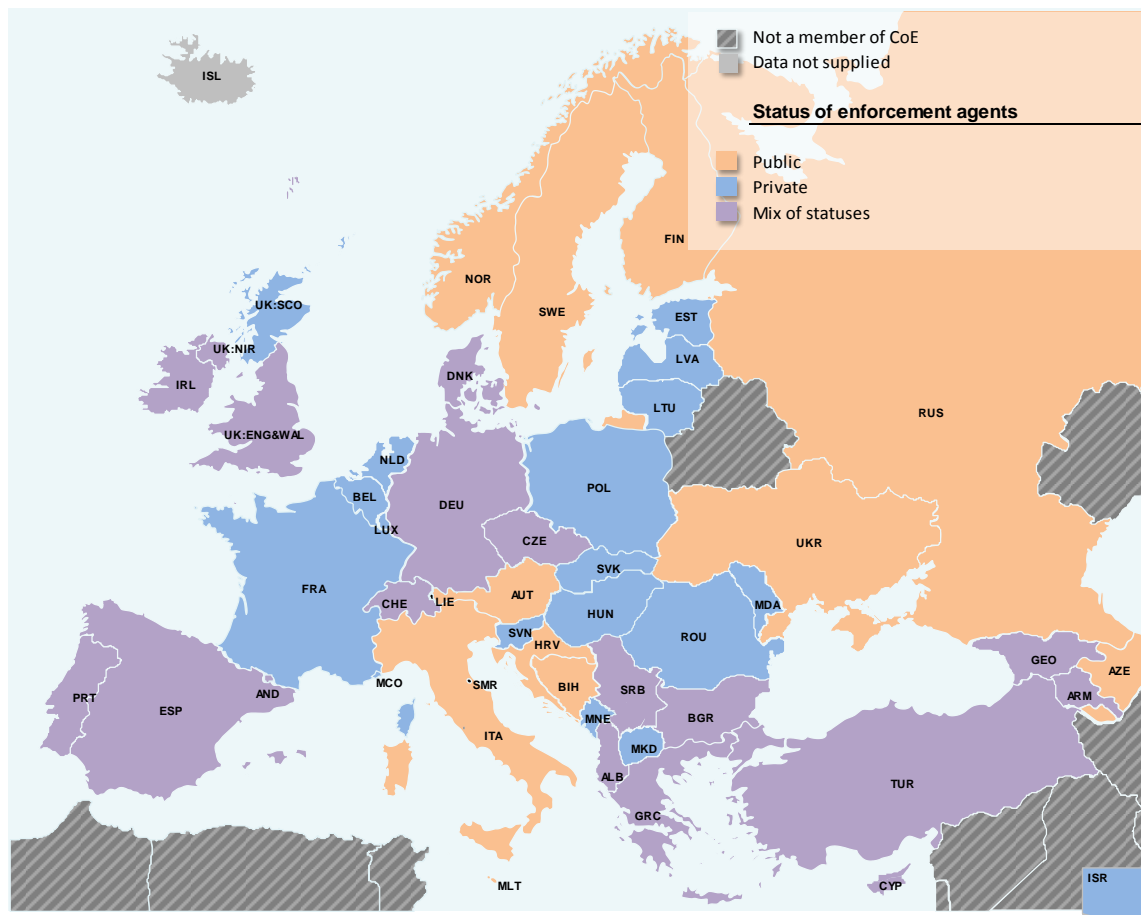 Not a member of CoE
Data not supplied
Status of enforcement agents
Public
Private
Mix of statuses
ISL
FIN
NOR
SWE
UK:SCO
EST
UK:NIR
LVA
IRL
DNK
LTU
RUS
UK:ENG&WAL
NLD
POL
BEL
DEU
LUX
CZE
UKR
SVK
FRA
AUT
CHE
LIE
MDA
HUN
SVN
ROU
HRV
GEO
AZE
MCO
SMR
BIH
SRB
PRT
AND
ARM
ESP
MNE
BGR
ITA
MKD
ALB
TUR
GRC
MLT
CYP
ISR